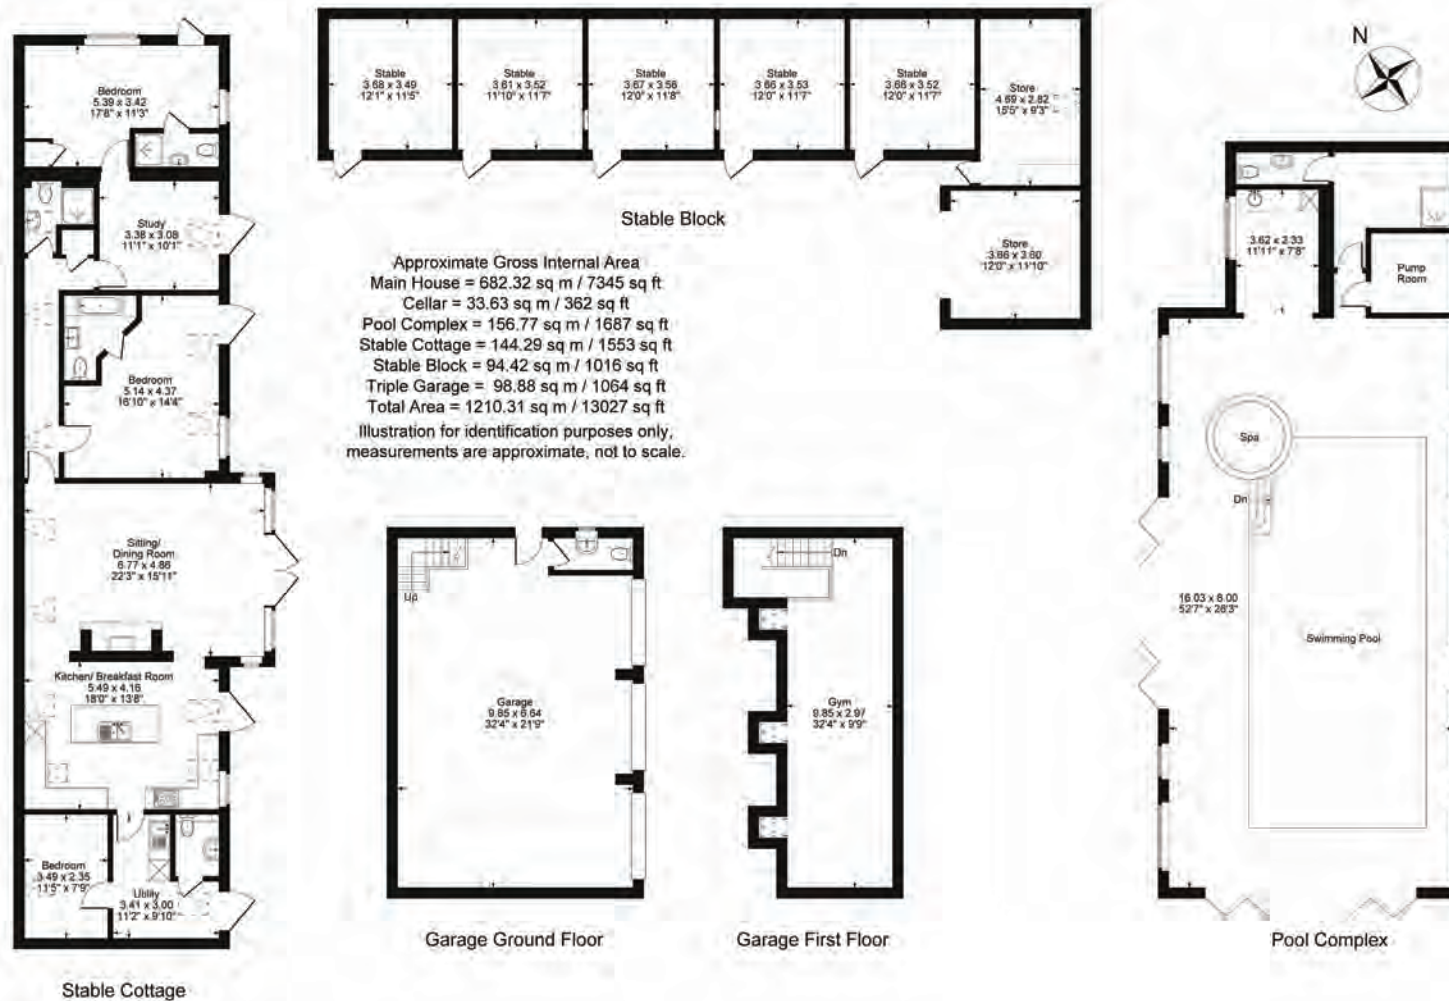 Bedroom
5.39 x 3.42
17'8" x 11'3"
Study
3.38 x 3.08
11'1" x 10'1"
Bedroom
5.14 x 4.37
16'10" x 14'4"
Sitting/
Dining Room
6.77 x 4.86
22'3" x 15'11"
Kitchen/ Breakfast Room
5.49 x 4.16
18'0" x 13'8"
Bedroom
3.49 x 2.35
11'5" x 7'9"
Utility
3.41 x 3.00
11'2" x 9'10"
Stable Cottage
Stable
3.68 x 3.49
12'1" x 11'5"
Stable
3.61 x 3.52
11'10" x 11'7"
Stable
3.67 x 3.56
12'0" x 11'8"
Stable
3.66 x 3.53
12'0" x 11'7"
Stable
3.66 x 3.52
12'0" x 11'7"
Store
4.69 x 2.82
15'5" x 9'3"
Store
3.66 x 3.60
12'0" x 11'10"
Stable Block
Approximate Gross Internal Area
Main House = 682.32 sq m / 7345 sq ft
Cellar = 33.63 sq m / 362 sq ft
Pool Complex = 156.77 sq m / 1687 sq ft
Stable Cottage = 144.29 sq m / 1553 sq ft
Stable Block = 94.42 sq m / 1016 sq ft
Triple Garage = 98.88 sq m / 1064 sq ft
Total Area = 1210.31 sq m / 13027 sq ft
Illustration for identification purposes only,
measurements are approximate, not to scale.
Up
Garage
9.85 x 6.64
32'4" x 21'9"
Garage Ground Floor
Dn
Gym
9.85 x 2.97
32'4" x 9'9"
Garage First Floor
N
3.62 x 2.33
11'11" x 7'8"
Pump
Room
Spa
Dn
16.03 x 8.00
52'7" x 26'3"
Swimming Pool
Pool Complex